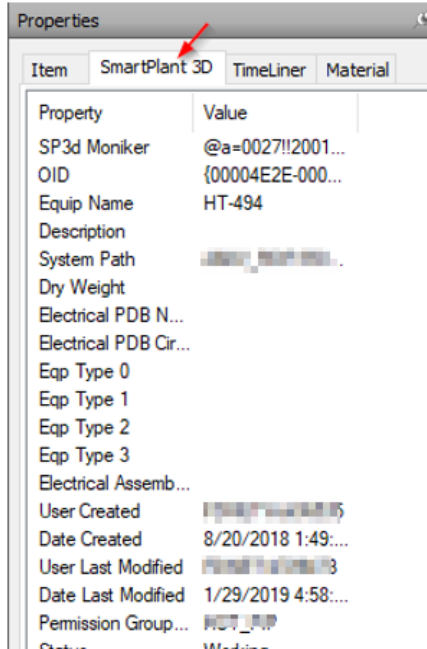 Properties
Item SmartPlant 3D TimeLiner Material
Property Value
SP3d Moniker @a=0027!!2001...
OID {00004E2E-000...
Equip Name HT-494
Description
System Path
Dry Weight
Electrical PDB N...
Electrical PDB Cir...
Eqp Type 0
Eqp Type 1
Eqp Type 2
Eqp Type 3
Electrical Assemb...
User Created
Date Created 8/20/2018 1:49:...
User Last Modified
Date Last Modified 1/29/2019 4:58:...
Permission Group...
Status Working